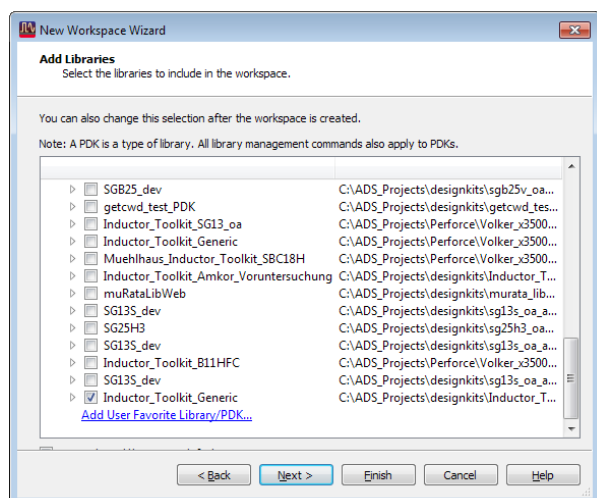 New Workspace Wizard
Add Libraries
Select the libraries to include in the workspace.
You can also change this selection after the workspace is created.
Note: A PDK is a type of library. All library management commands also apply to PDKs.
SGB25_dev C:\ADS_Projects\designkits\sgb25v_oa...
getcwd_test_PDK C:\ADS_Projects\designkits\getcwd_tes...
Inductor_Toolkit_SG13_oa C:\ADS_Projects\Perforce\Volker_x3500...
Inductor_Toolkit_Generic C:\ADS_Projects\Perforce\Volker_x3500...
Muehlhaus_Inductor_Toolkit_SBC18H C:\ADS_Projects\Perforce\Volker_x3500...
Inductor_Toolkit_Amkor_Voruntersuchung C:\ADS_Projects\designkits\Inductor_T...
muRataLibWeb C:\ADS_Projects\designkits\murata_lib...
SG13S_dev C:\ADS_Projects\designkits\sg13s_oa_a...
SG25H3 C:\ADS_Projects\designkits\sg25h3_oa...
SG13S_dev C:\ADS_Projects\designkits\sg13s_oa_a...
Inductor_Toolkit_B11HFC C:\ADS_Projects\Perforce\Volker_x3500...
SG13S_dev C:\ADS_Projects\designkits\sg13s_oa_a...
Inductor_Toolkit_Generic C:\ADS_Projects\designkits\Inductor_T...
Add User Favorite Library/PDK...
< Back Next > Finish Cancel Help